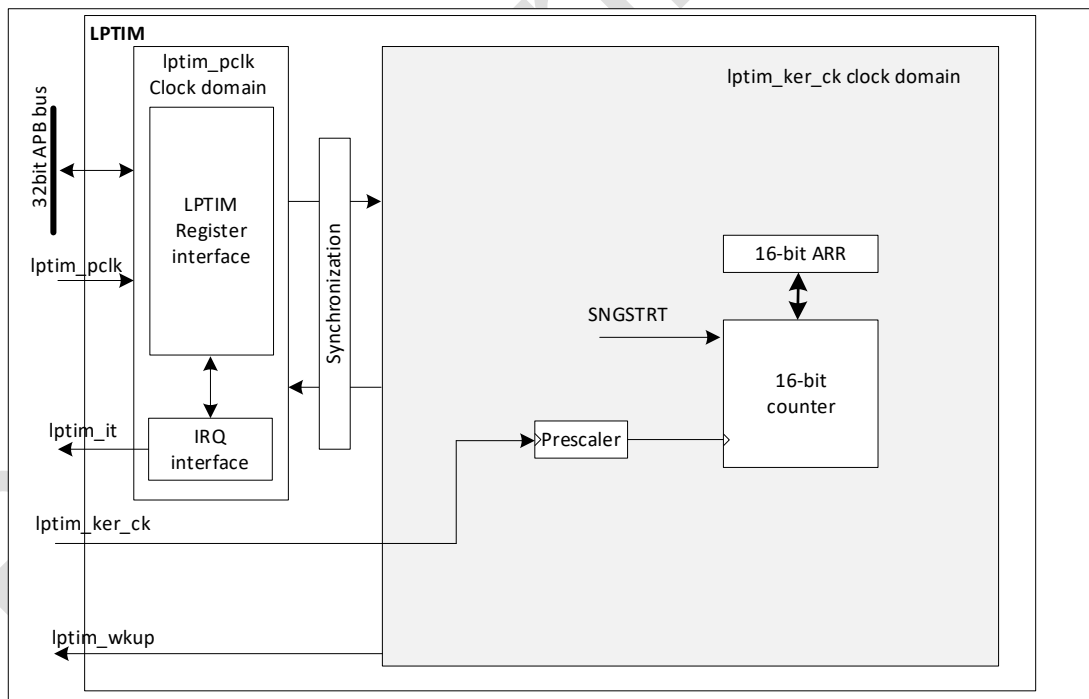 LPTIM
lptim_pclk
Clock domain
lptim_ker_ck clock domain
32bit APB bus
LPTIM
Register
interface
Synchronization
16-bit ARR
lptim_pclk
SNGSTRT
16-bit
counter
lptim_it
IRQ
interface
Prescaler
lptim_ker_ck
lptim_wkup